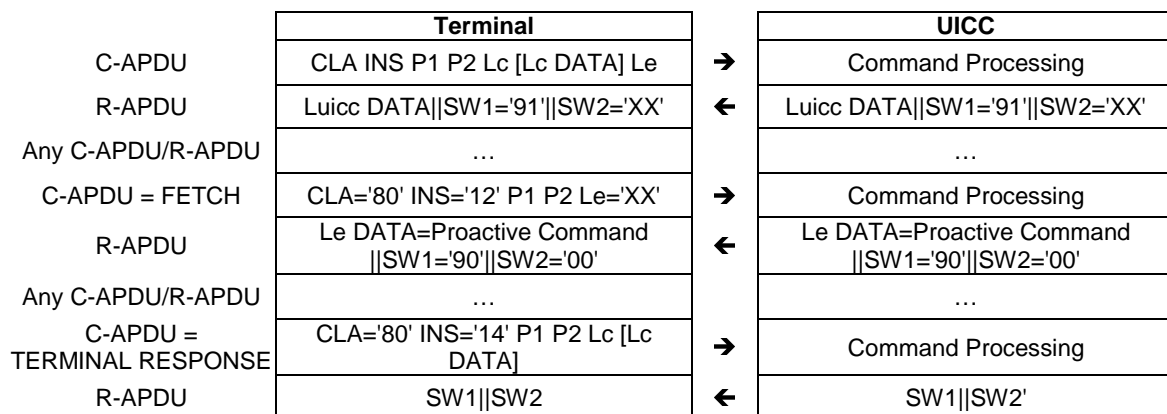 Terminal UICC
C-APDU CLA INS P1 P2 Lc [Lc DATA] Le ➔ Command Processing
R-APDU Luicc DATA||SW1='91'||SW2='XX' 🡸 Luicc DATA||SW1='91'||SW2='XX'
Any C-APDU/R-APDU … …
C-APDU = FETCH CLA='80' INS='12' P1 P2 Le='XX' ➔ Command Processing
R-APDU Le DATA=Proactive Command ||SW1='90'||SW2='00' 🡸 Le DATA=Proactive Command ||SW1='90'||SW2='00'
Any C-APDU/R-APDU … …
C-APDU = TERMINAL RESPONSE CLA='80' INS='14' P1 P2 Lc [Lc DATA] ➔ Command Processing
R-APDU SW1||SW2 🡸 SW1||SW2'